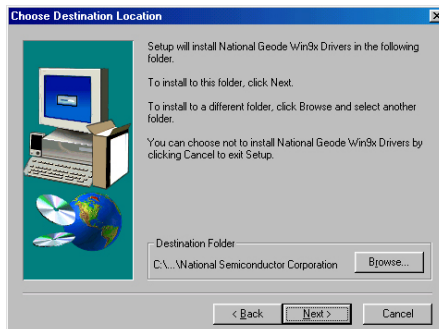 Choose Destination Location
Setup will install National Geode Win9x Drivers in the following
folder.
To install to this folder, click Next.
To install to a different folder, click Browse and select another
folder.
You can choose not to install National Geode Win9x Drivers by
clicking Cancel to exit Setup.
Destination Folder
C:\...\National Semiconductor Corporation
Browse...
< Back
Next >
Cancel